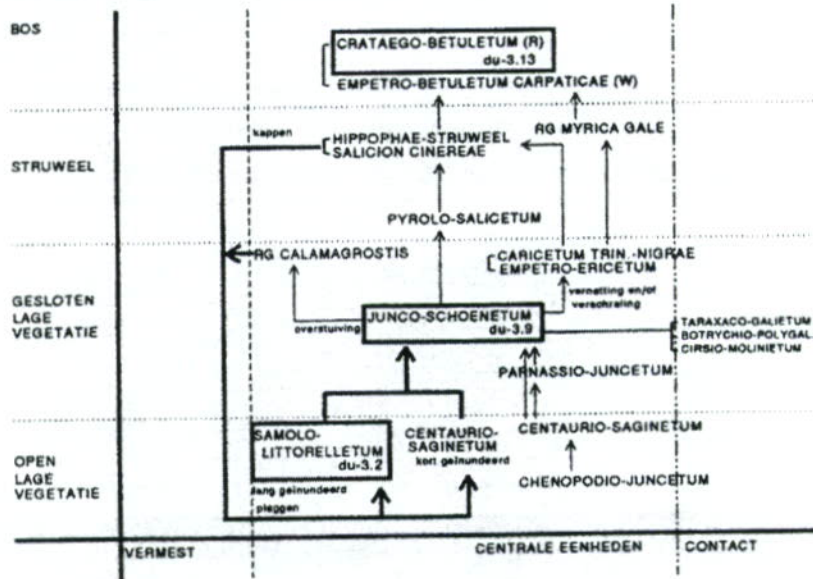 BOS
CRATAEGO-BETULETUM (R)
du-3.13
EMPETRO-BETULETUM CARPATICAE (W)
kappen
HIPPOPHAE-STRUWEEL
SALICION CINEREAE
RG MYRICA GALE
STRUWEEL
PYROLO-SALICETUM
RG CALAMAGROSTIS
CARICETUM TRIN.-NIGRAE
EMPETRO-ERICETUM
vernetting en/of
verschraling
GESLOTEN
LAGE
VEGETATIE
overstuiving
JUNCO-SCHOENETUM
du-3.9
TARAXACO-GALIETUM
BOTRYCHIO-POLYGAL
CIRSIO-MOLINIETUM
PARNASSIO-JUNCETUM
SAMOLO-
LITTORELLETUM
du-3.2
CENTAURIO-
SAGINETUM
kort geïnundeerd
CENTAURIO-SAGINETUM
OPEN
LAGE
VEGETATIE
lang geïnundeerd
plaggen
CHENOPODIO-JUNCETUM
VERMEST
CENTRALE EENHEDEN
CONTACT